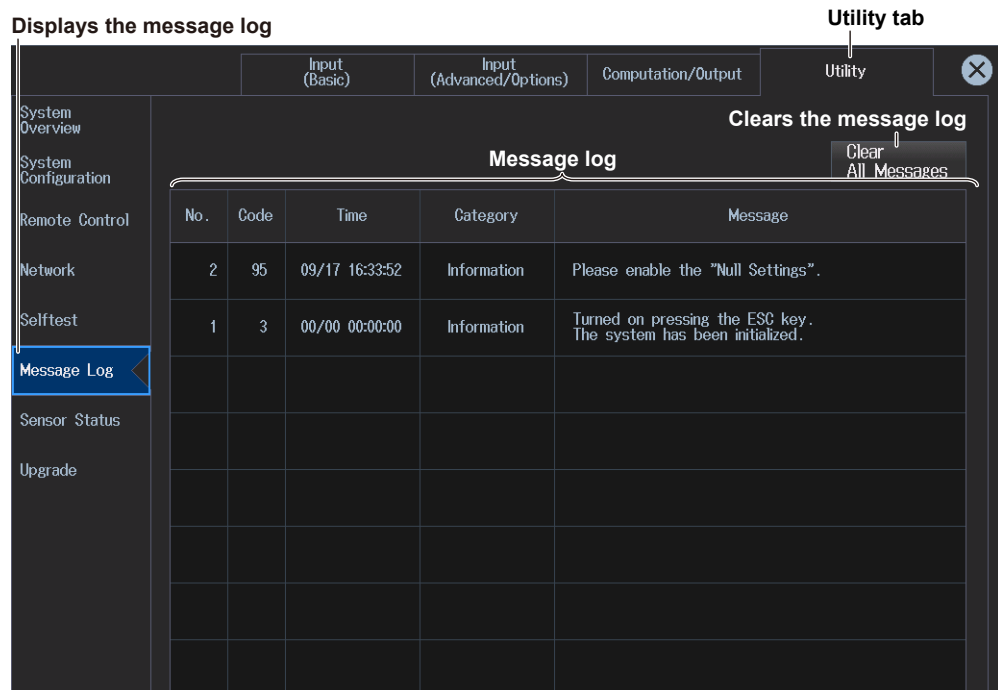 Displays the message log
Utility tab
Input
(Basic)
Input
(Advanced/Options)
Computation/Output
Utility
System
Overview
Clears the message log
System
Configuration
Message log
Clear
All Messages
Remote Control
No. Code Time Category Message
Network
2 95 09/17 16:33:52 Information Please enable the "Null Settings".
Selftest
1 3 00/00 00:00:00 Information Turned on pressing the ESC key.
The system has been initialized.
Message Log
Sensor Status
Upgrade